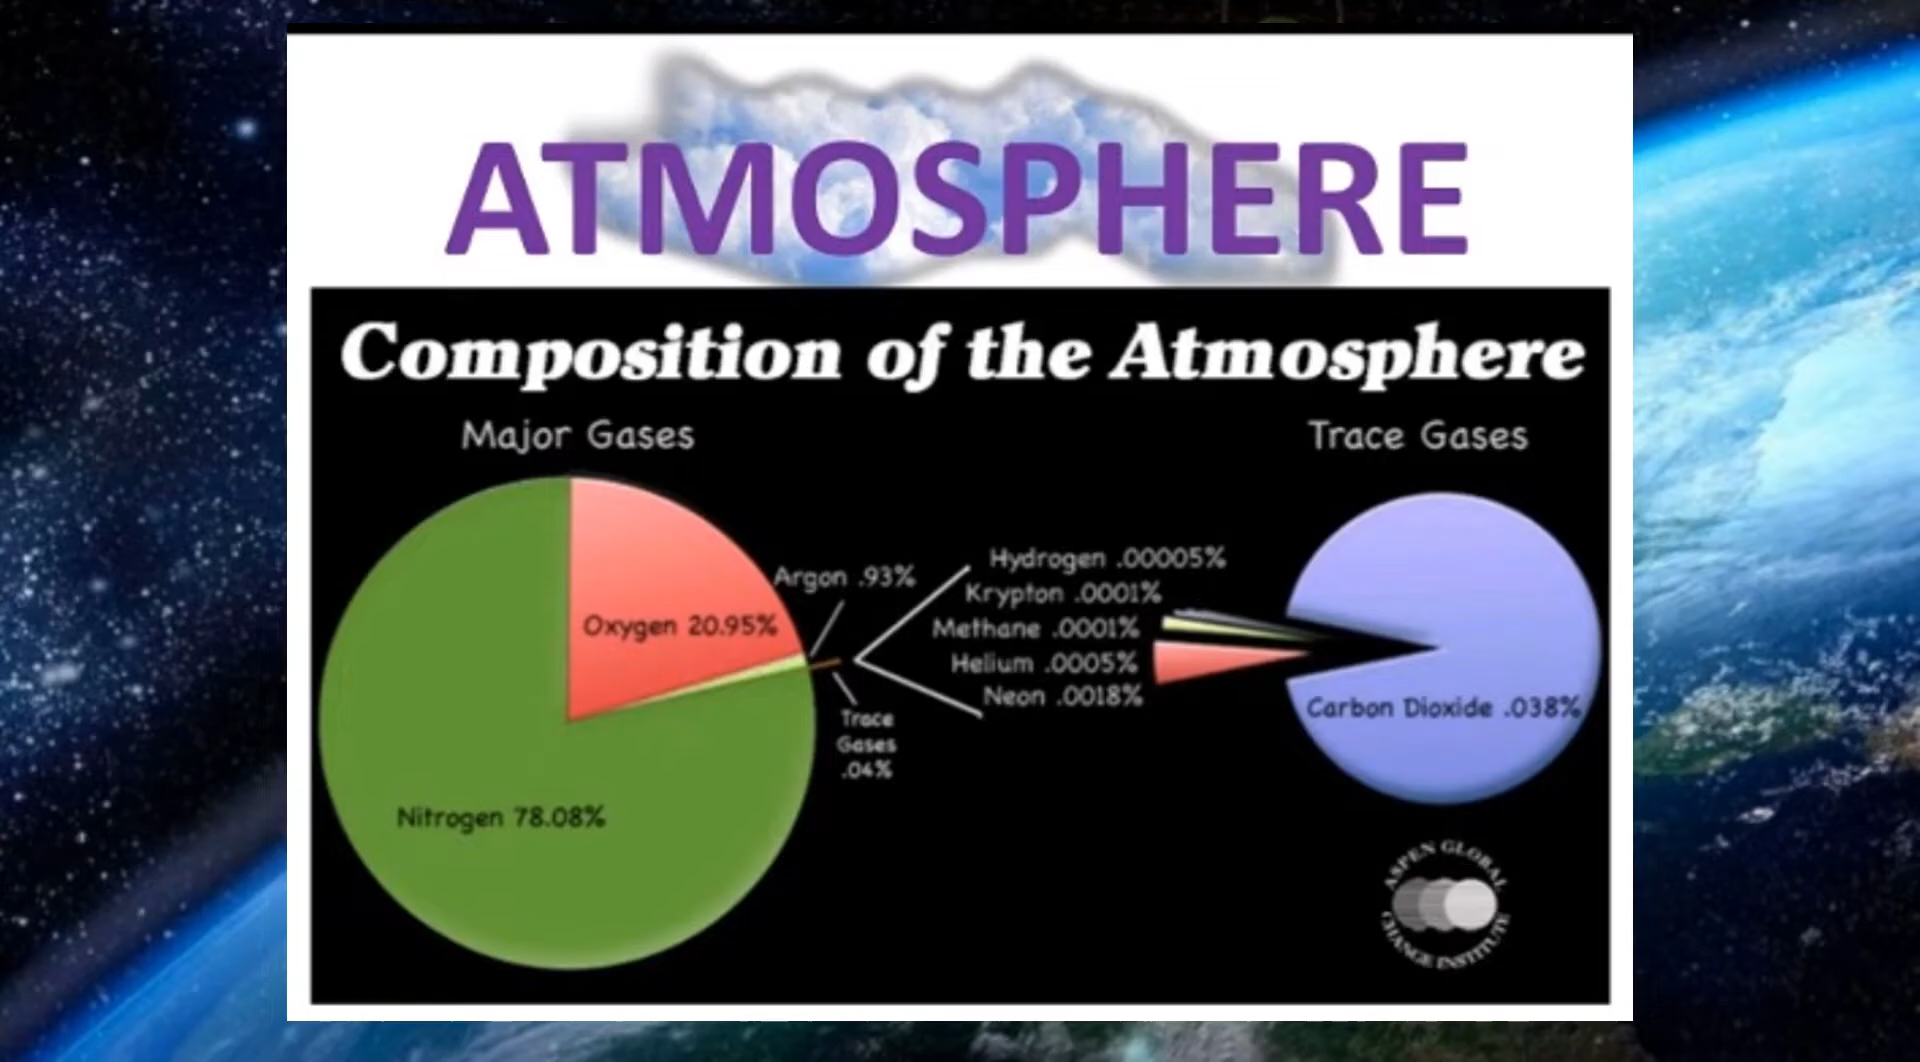 ATMOSPHERE
Composition of the Atmosphere
Major Gases
Trace Gases
Oxygen 20.95%
Argon .93%
Nitrogen 78.08%
Trace
Gases
.04%
Hydrogen .00005%
Krypton .0001%
Methane .0001%
Helium .0005%
Neon .0018%
Carbon Dioxide .038%
ASPEN GLOBAL
CHANGE INSTITUTE